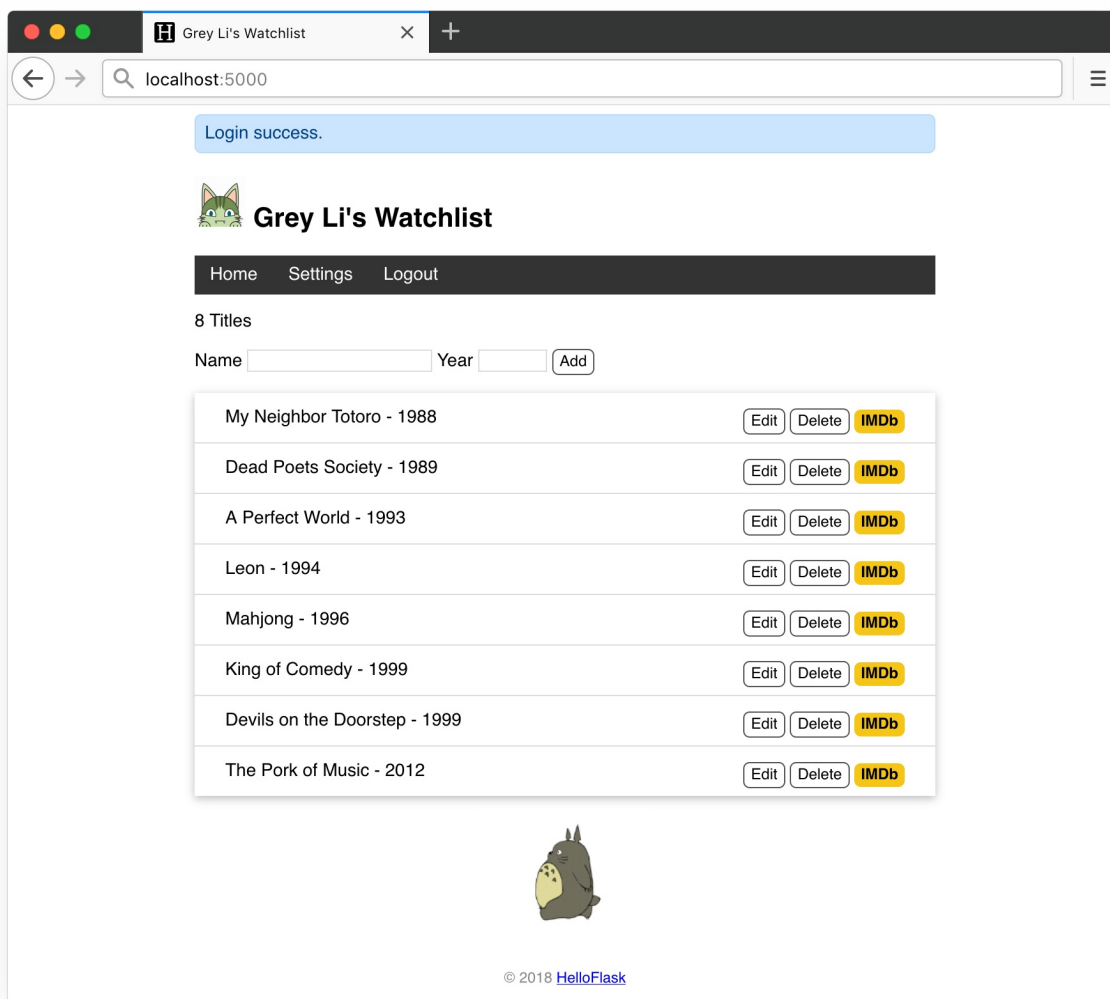 H Grey Li's Watchlist
localhost:5000
Login success.
Grey Li's Watchlist
Home Settings Logout
8 Titles
Name Year Add
My Neighbor Totoro - 1988 Edit Delete IMDb
Dead Poets Society - 1989 Edit Delete IMDb
A Perfect World - 1993 Edit Delete IMDb
Leon - 1994 Edit Delete IMDb
Mahjong - 1996 Edit Delete IMDb
King of Comedy - 1999 Edit Delete IMDb
Devils on the Doorstep - 1999 Edit Delete IMDb
The Pork of Music - 2012 Edit Delete IMDb
© 2018 HelloFlask